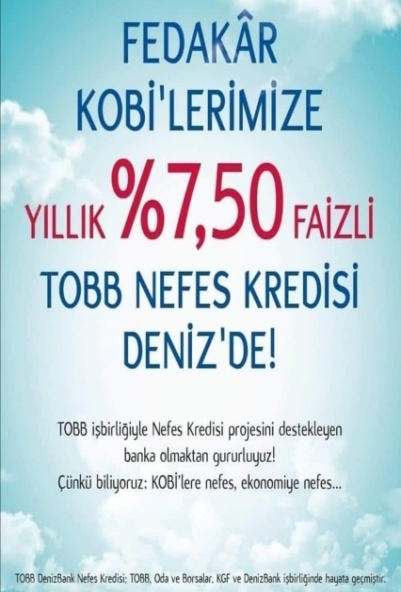 FEDAKÂR
KOBİ'LERİMİZE
YILLIK %7,50 FAİZLİ
TOBB NEFES KREDİSİ
DENİZ'DE!
TOBB işbirliğiyle Nefes Kredisi projesini destekleyen
banka olmaktan gururluyuz!
Çünkü biliyoruz: KOBİ'lere nefes, ekonomiye nefes...
TOBB DenizBank Nefes Kredisi; TOBB, Oda ve Borsalar, KGF ve DenizBank işbirliğinde hayata geçmiştir.